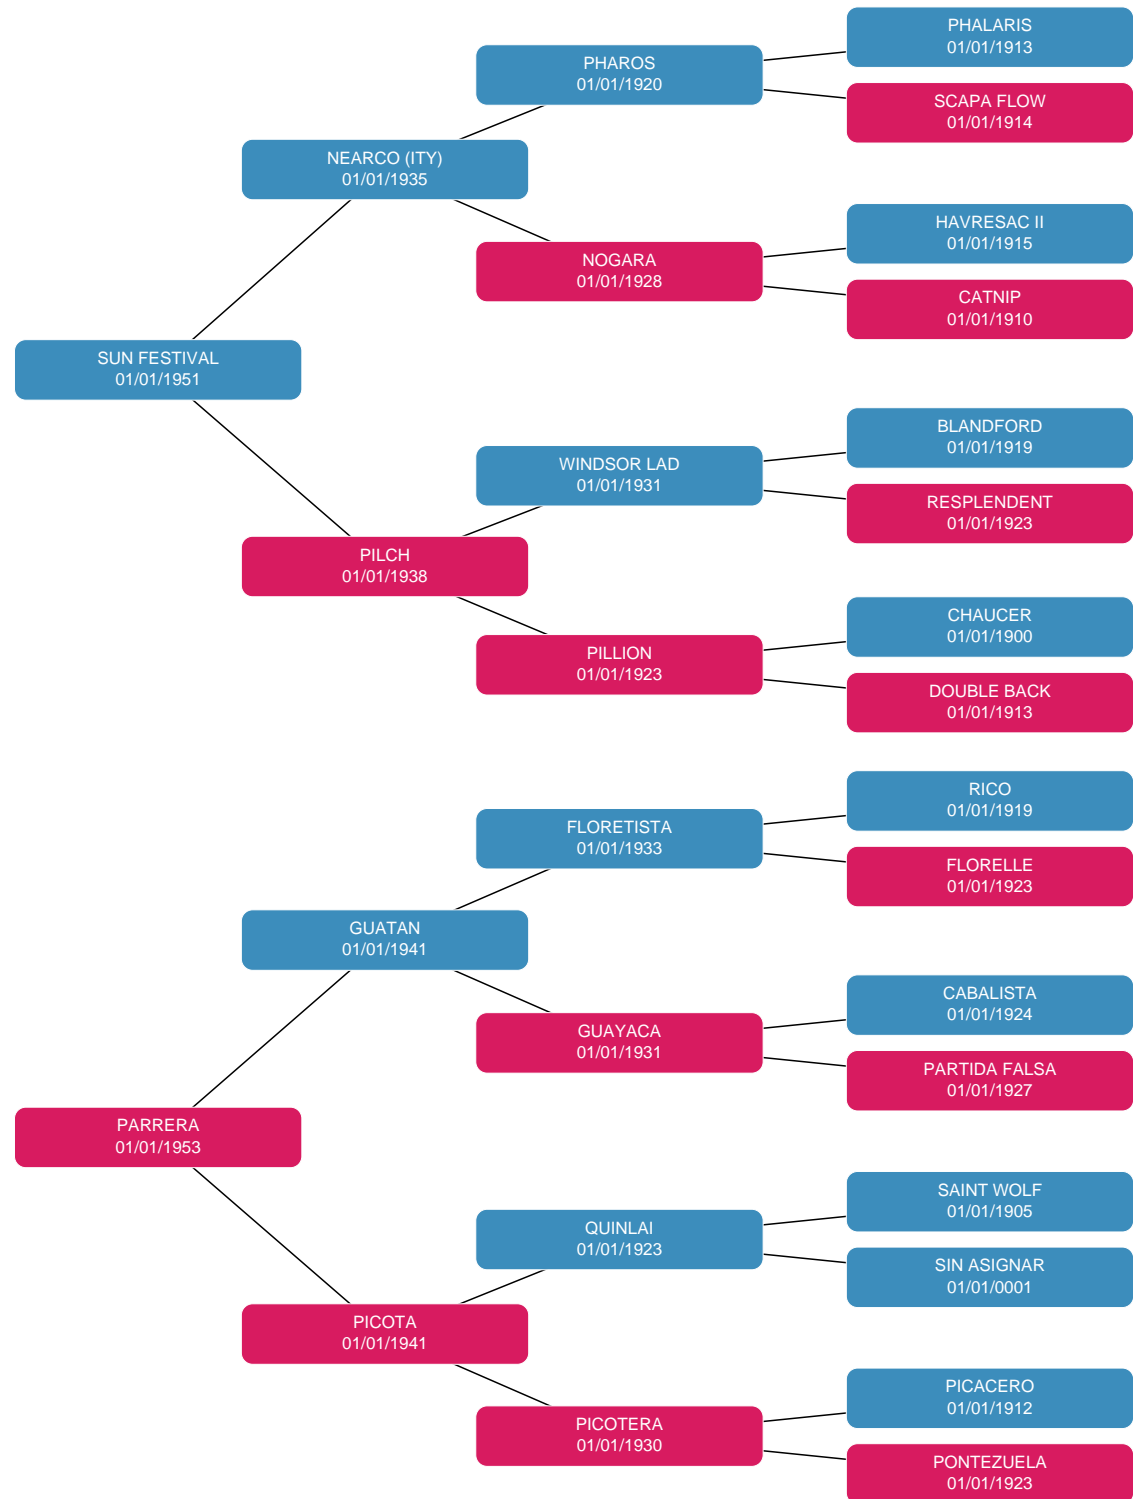 PHALARIS
01/01/1913
PHAROS
01/01/1920
SCAPA FLOW
01/01/1914
NEARCO (ITY)
01/01/1935
HAVRESAC II
01/01/1915
NOGARA
01/01/1928
CATNIP
01/01/1910
SUN FESTIVAL
01/01/1951
BLANDFORD
01/01/1919
WINDSOR LAD
01/01/1931
RESPLENDENT
01/01/1923
PILCH
01/01/1938
CHAUCER
01/01/1900
PILLION
01/01/1923
DOUBLE BACK
01/01/1913
RICO
01/01/1919
FLORETISTA
01/01/1933
FLORELLE
01/01/1923
GUATAN
01/01/1941
CABALISTA
01/01/1924
GUAYACA
01/01/1931
PARTIDA FALSA
01/01/1927
PARRERA
01/01/1953
SAINT WOLF
01/01/1905
QUINLAI
01/01/1923
SIN ASIGNAR
01/01/0001
PICOTA
01/01/1941
PICACERO
01/01/1912
PICOTERA
01/01/1930
PONTEZUELA
01/01/1923